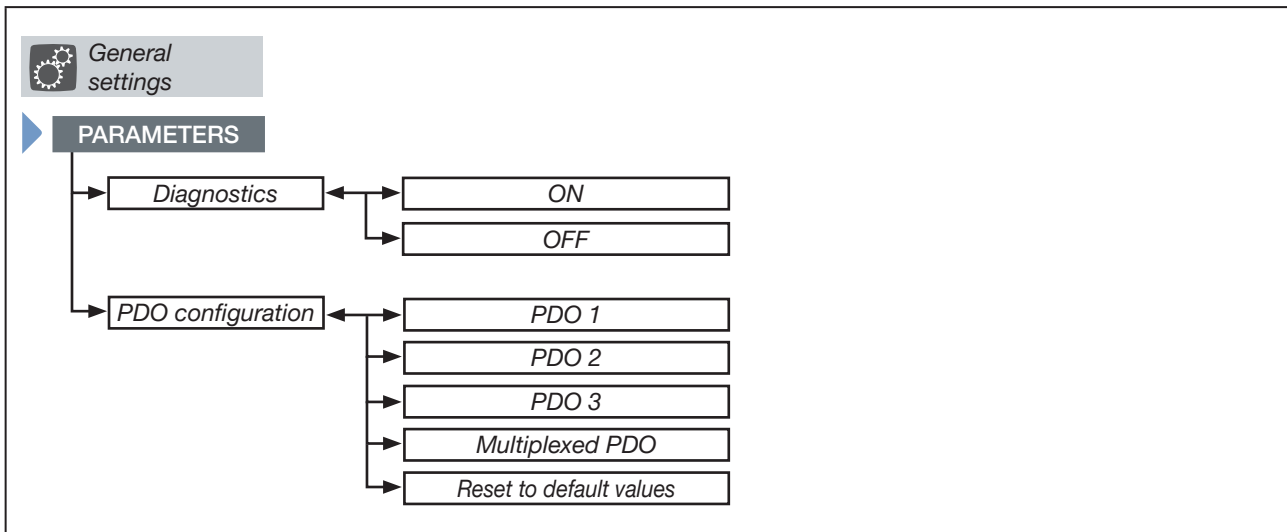 General
settings
PARAMETERS
Diagnostics
ON
OFF
PDO configuration
PDO 1
PDO 2
PDO 3
Multiplexed PDO
Reset to default values